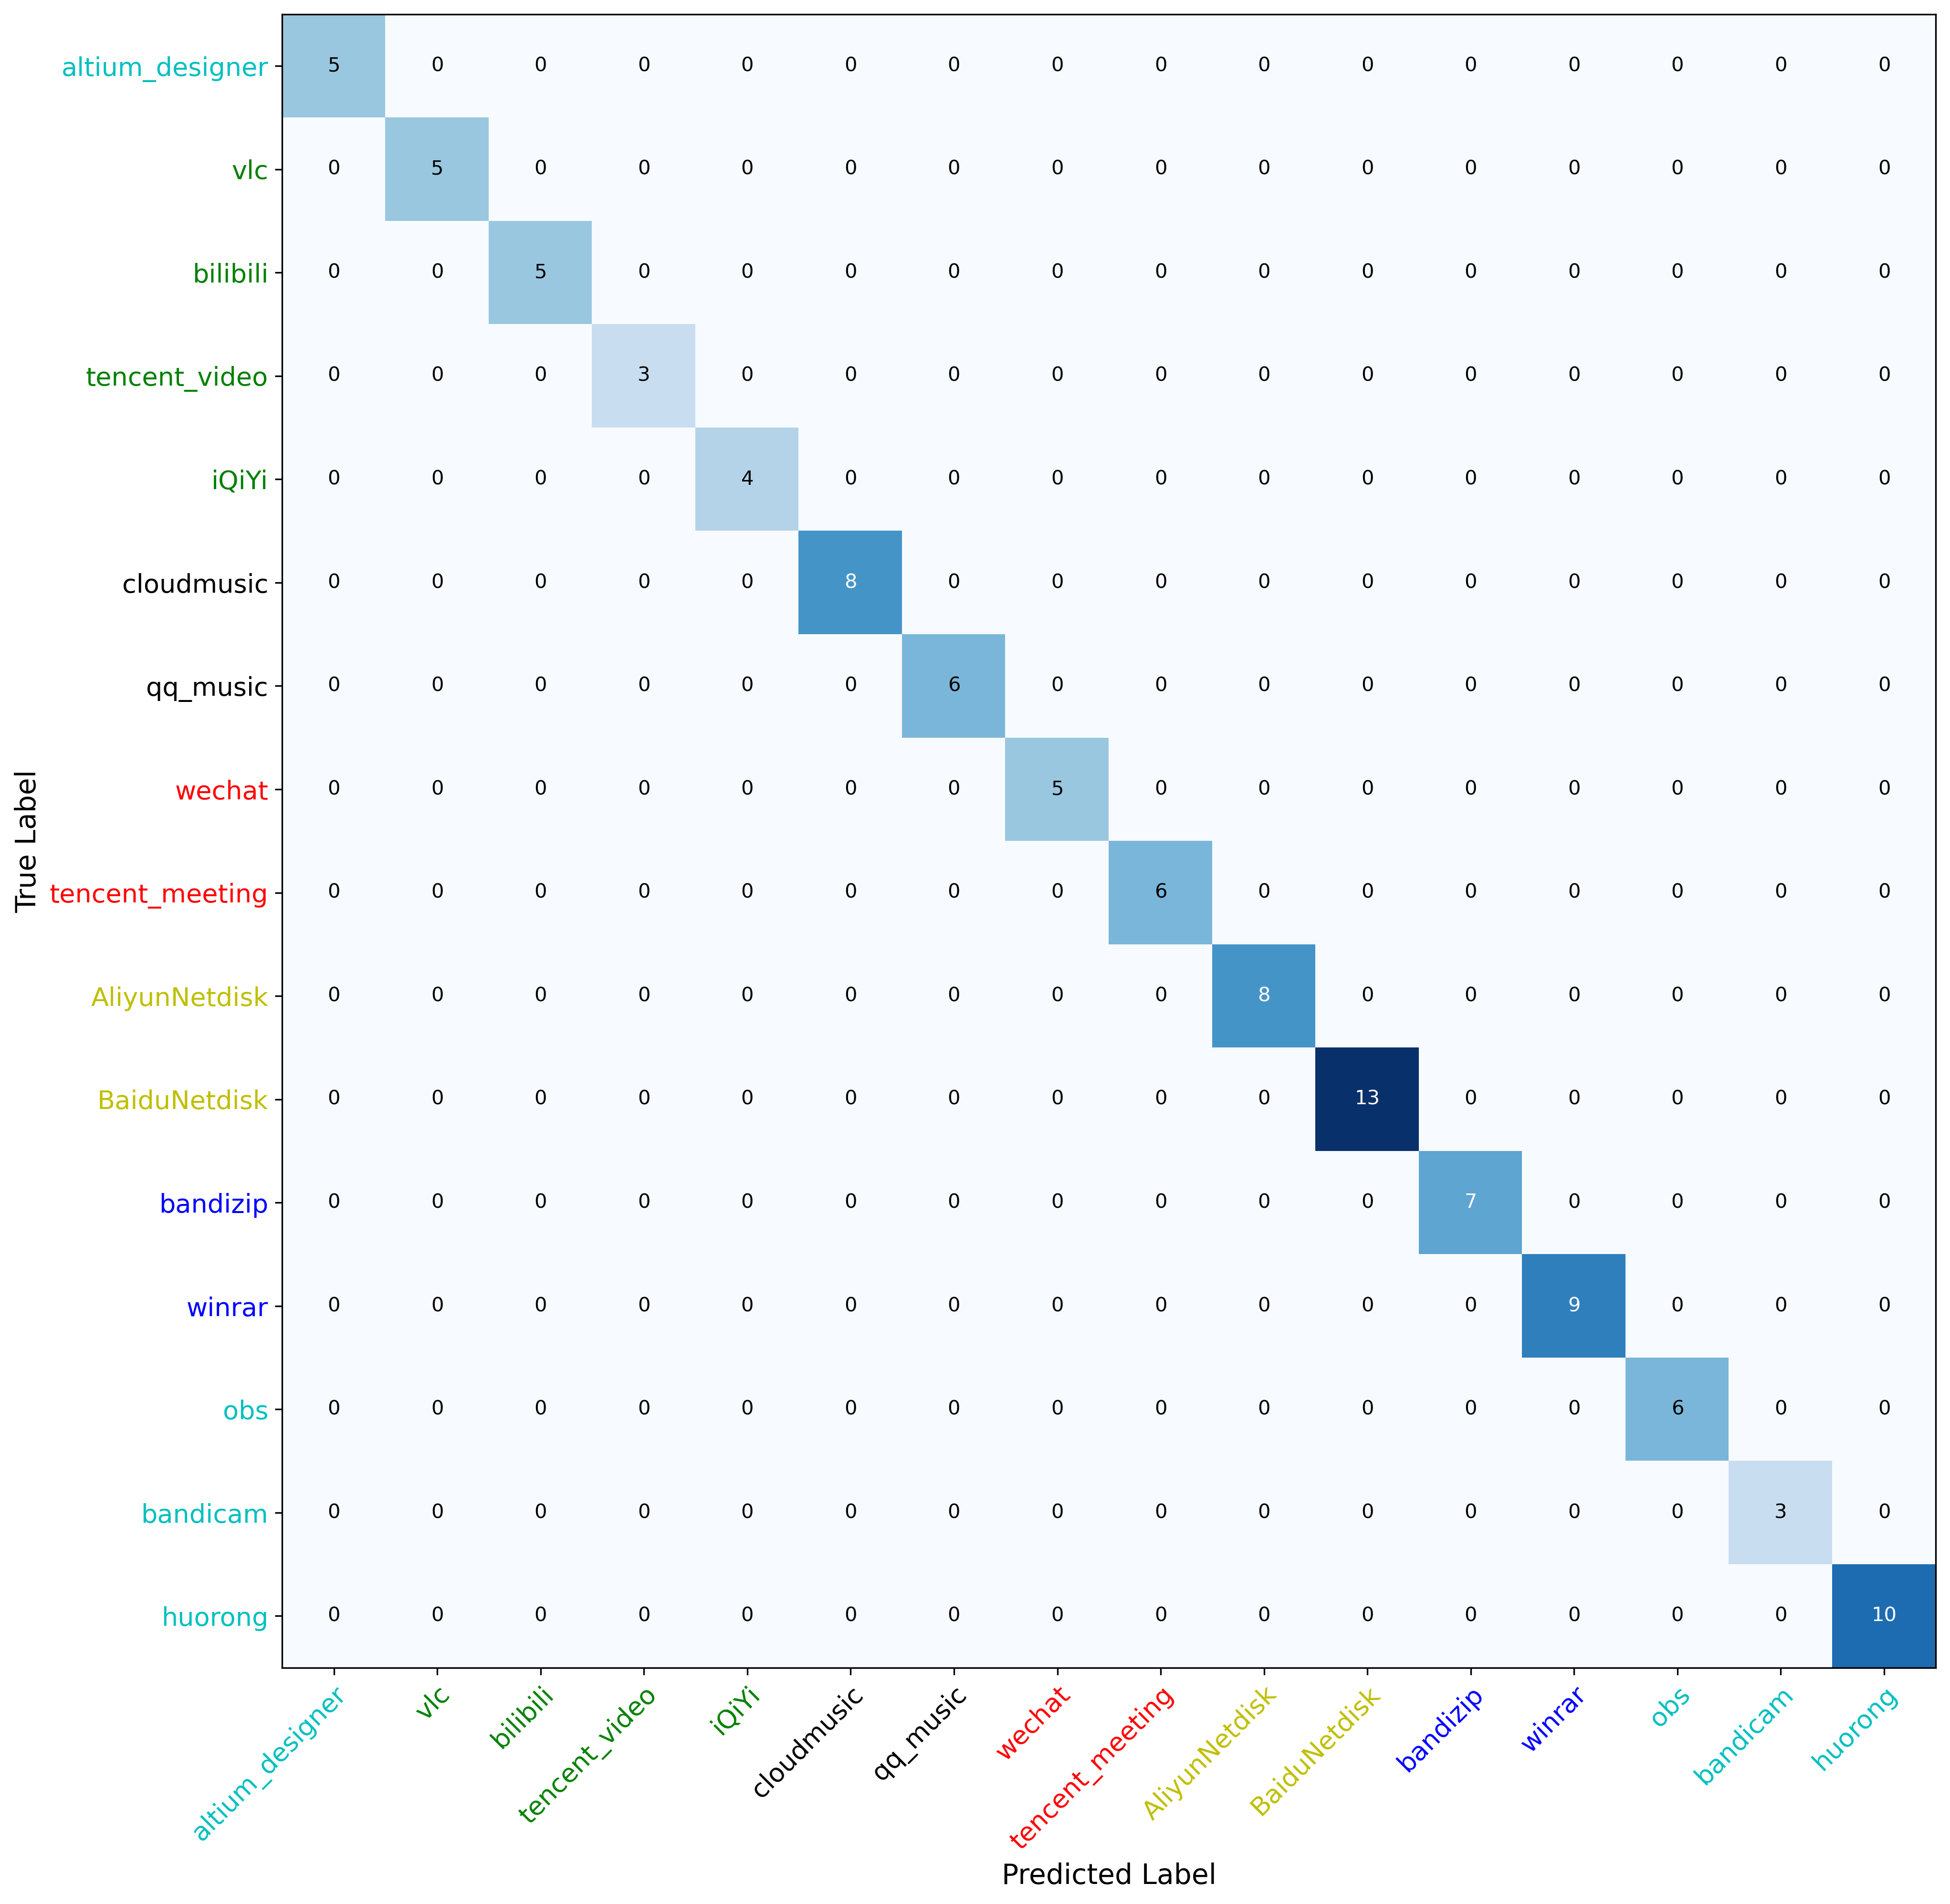 altium_designer 5 0 0 0 0 0 0 0 0 0 0 0 0 0 0 0
vlc 0 5 0 0 0 0 0 0 0 0 0 0 0 0 0 0
bilibili 0 0 5 0 0 0 0 0 0 0 0 0 0 0 0 0
tencent_video 0 0 0 3 0 0 0 0 0 0 0 0 0 0 0 0
iQiYi 0 0 0 0 4 0 0 0 0 0 0 0 0 0 0 0
cloudmusic 0 0 0 0 0 8 0 0 0 0 0 0 0 0 0 0
qq_music 0 0 0 0 0 0 6 0 0 0 0 0 0 0 0 0
wechat 0 0 0 0 0 0 0 5 0 0 0 0 0 0 0 0
True Label
tencent_meeting 0 0 0 0 0 0 0 0 6 0 0 0 0 0 0 0
AliyunNetdisk 0 0 0 0 0 0 0 0 0 8 0 0 0 0 0 0
BaiduNetdisk 0 0 0 0 0 0 0 0 0 0 13 0 0 0 0 0
bandizip 0 0 0 0 0 0 0 0 0 0 0 7 0 0 0 0
winrar 0 0 0 0 0 0 0 0 0 0 0 0 9 0 0 0
obs 0 0 0 0 0 0 0 0 0 0 0 0 0 6 0 0
bandicam 0 0 0 0 0 0 0 0 0 0 0 0 0 0 3 0
huorong 0 0 0 0 0 0 0 0 0 0 0 0 0 0 0 10
altium_designer
vlc
bilibili
tencent_video
iQiYi
cloudmusic
qq_music
wechat
tencent_meeting
AliyunNetdisk
BaiduNetdisk
bandizip
winrar
obs
bandicam
huorong
Predicted Label